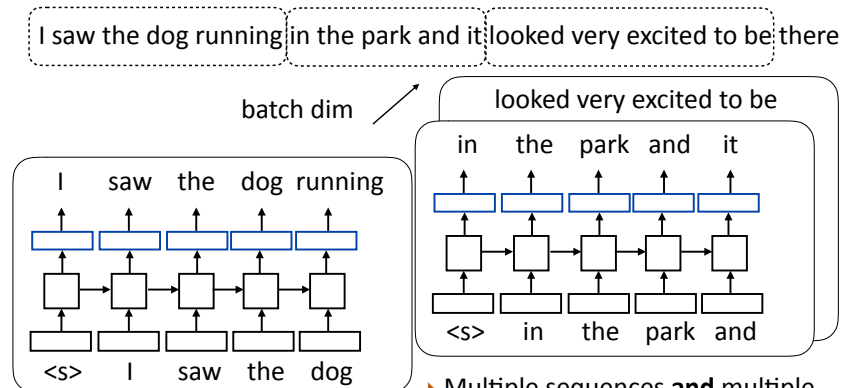 I saw the dog running in the park and it looked very excited to be there
batch dim
looked very excited to be
in the park and it
I saw the dog running
<s> in the park and
<s> I saw the dog
Multiple sequences and multiple